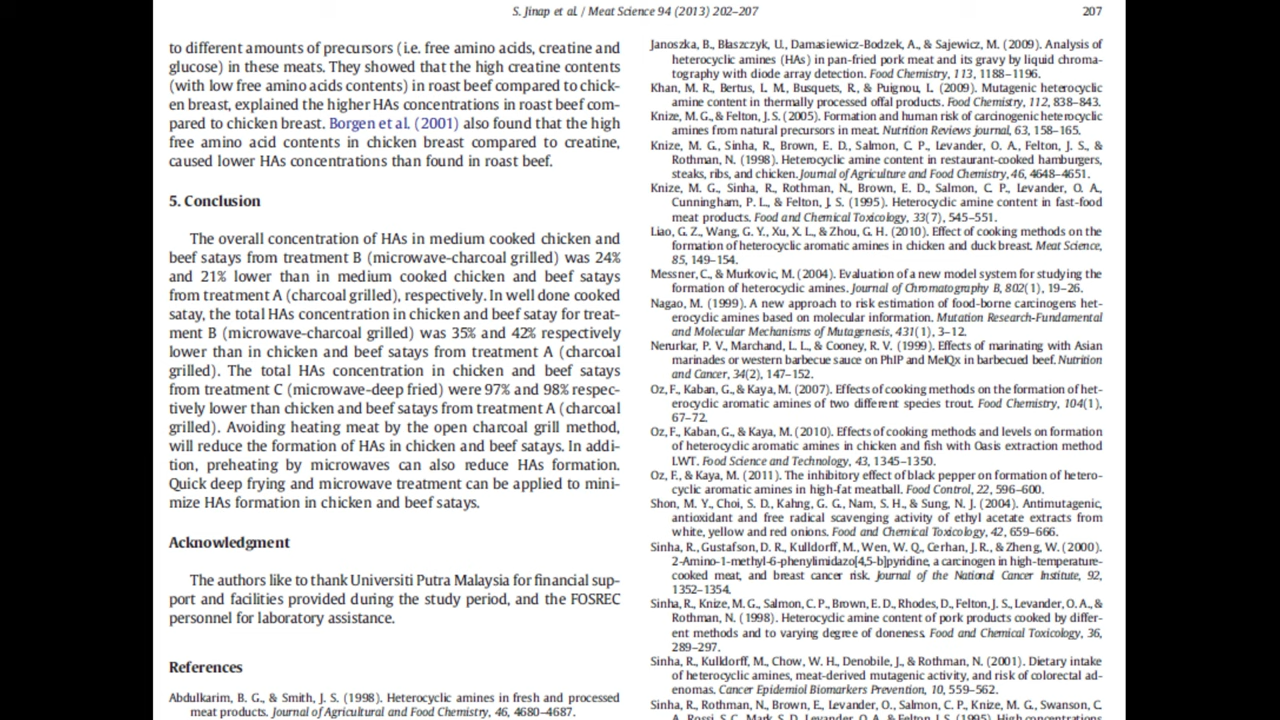 S. Jinap et al. / Meat Science 94 (2013) 202–207
207
to different amounts of precursors (i.e. free amino acids, creatine and
glucose) in these meats. They showed that the high creatine contents
(with low free amino acids contents) in roast beef compared to chick-
en breast, explained the higher HAs concentrations in roast beef com-
pared to chicken breast. Borgen et al. (2001) also found that the high
free amino acid contents in chicken breast compared to creatine,
caused lower HAs concentrations than found in roast beef.
5. Conclusion
The overall concentration of HAs in medium cooked chicken and
beef satays from treatment B (microwave-charcoal grilled) was 24%
and 21% lower than in medium cooked chicken and beef satays
from treatment A (charcoal grilled), respectively. In well done cooked
satay, the total HAs concentration in chicken and beef satay for treat-
ment B (microwave-charcoal grilled) was 35% and 42% respectively
lower than in chicken and beef satays from treatment A (charcoal
grilled). The total HAs concentration in chicken and beef satays
from treatment C (microwave-deep fried) were 97% and 98% respec-
tively lower than chicken and beef satays from treatment A (charcoal
grilled). Avoiding heating meat by the open charcoal grill method,
will reduce the formation of HAs in chicken and beef satays. In addi-
tion, preheating by microwaves can also reduce HAs formation.
Quick deep frying and microwave treatment can be applied to mini-
mize HAs formation in chicken and beef satays.
Acknowledgment
The authors like to thank Universiti Putra Malaysia for financial sup-
port and facilities provided during the study period, and the FOSREC
personnel for laboratory assistance.
References
Abdulkarim, B. G., & Smith, J. S. (1998). Heterocyclic amines in fresh and processed
meat products. Journal of Agricultural and Food Chemistry, 46, 4680–4687.
Janoszka, B., Błaszczyk, U., Damasiewicz-Bodzek, A., & Sajewicz, M. (2009). Analysis of
heterocyclic amines (HAs) in pan-fried pork meat and its gravy by liquid chroma-
tography with diode array detection. Food Chemistry, 113, 1188–1196.
Khan, M. R., Bertus, L. M., Busquets, R., & Puignou, L. (2009). Mutagenic heterocyclic
amine content in thermally processed offal products. Food Chemistry, 112, 838–843.
Knize, M. G., & Felton, J. S. (2005). Formation and human risk of carcinogenic heterocyclic
amines from natural precursors in meat. Nutrition Reviews journal, 63, 158–165.
Knize, M. G., Sinha, R., Brown, E. D., Salmon, C. P., Levander, O. A., Felton, J. S., &
Rothman, N. (1998). Heterocyclic amine content in restaurant-cooked hamburgers,
steaks, ribs, and chicken. Journal of Agriculture and Food Chemistry, 46, 4648–4651.
Knize, M. G., Sinha, R., Rothman, N., Brown, E. D., Salmon, C. P., Levander, O. A.,
Cunningham, P. L., & Felton, J. S. (1995). Heterocyclic amine content in fast-food
meat products. Food and Chemical Toxicology, 33(7), 545–551.
Liao, G. Z., Wang, G. Y., Xu, X. L., & Zhou, G. H. (2010). Effect of cooking methods on the
formation of heterocyclic aromatic amines in chicken and duck breast. Meat Science,
85, 149–154.
Messner, C., & Murkovic, M. (2004). Evaluation of a new model system for studying the
formation of heterocyclic amines. Journal of Chromatography B, 802(1), 19–26.
Nagao, M. (1999). A new approach to risk estimation of food-borne carcinogens het-
erocyclic amines based on molecular information. Mutation Research-Fundamental
and Molecular Mechanisms of Mutagenesis, 431(1), 3–12.
Nerurkar, P. V., Marchand, L. L., & Cooney, R. V. (1999). Effects of marinating with Asian
marinades or western barbecue sauce on PhIP and MeIQx in barbecued beef. Nutrition
and Cancer, 34(2), 147–152.
Oz, F., Kaban, G., & Kaya, M. (2007). Effects of cooking methods on the formation of het-
erocyclic aromatic amines of two different species trout. Food Chemistry, 104(1),
67–72.
Oz, F., Kaban, G., & Kaya, M. (2010). Effects of cooking methods and levels on formation
of heterocyclic aromatic amines in chicken and fish with Oasis extraction method
LWT. Food Science and Technology, 43, 1345–1350.
Oz, F., & Kaya, M. (2011). The inhibitory effect of black pepper on formation of hetero-
cyclic aromatic amines in high-fat meatball. Food Control, 22, 596–600.
Shon, M. Y., Choi, S. D., Kahng, G. G., Nam, S. H., & Sung, N. J. (2004). Antimutagenic,
antioxidant and free radical scavenging activity of ethyl acetate extracts from
white, yellow and red onions. Food and Chemical Toxicology, 42, 659–666.
Sinha, R., Gustafson, D. R., Kulldorff, M., Wen, W. Q., Cerhan, J. R., & Zheng, W. (2000).
2-Amino-1-methyl-6-phenylimidazo[4,5-b]pyridine, a carcinogen in high-temperature-
cooked meat, and breast cancer risk. Journal of the National Cancer Institute, 92,
1352–1354.
Sinha, R., Knize, M. G., Salmon, C. P., Brown, E. D., Rhodes, D., Felton, J. S., Levander, O. A., &
Rothman, N. (1998). Heterocyclic amine content of pork products cooked by differ-
ent methods and to varying degree of doneness. Food and Chemical Toxicology, 36,
289–297.
Sinha, R., Kulldorff, M., Chow, W. H., Denobile, J., & Rothman, N. (2001). Dietary intake
of heterocyclic amines, meat-derived mutagenic activity, and risk of colorectal ad-
enomas. Cancer Epidemiol Biomarkers Prevention, 10, 559–562.
Sinha, R., Rothman, N., Brown, E., Levander, O., Salmon, C. P., Knize, M. G., Swanson, C.
A., Rossi, S. C., Mark, S. D., Levander, O. A., & Felton, J. S. (1995). High concentrations